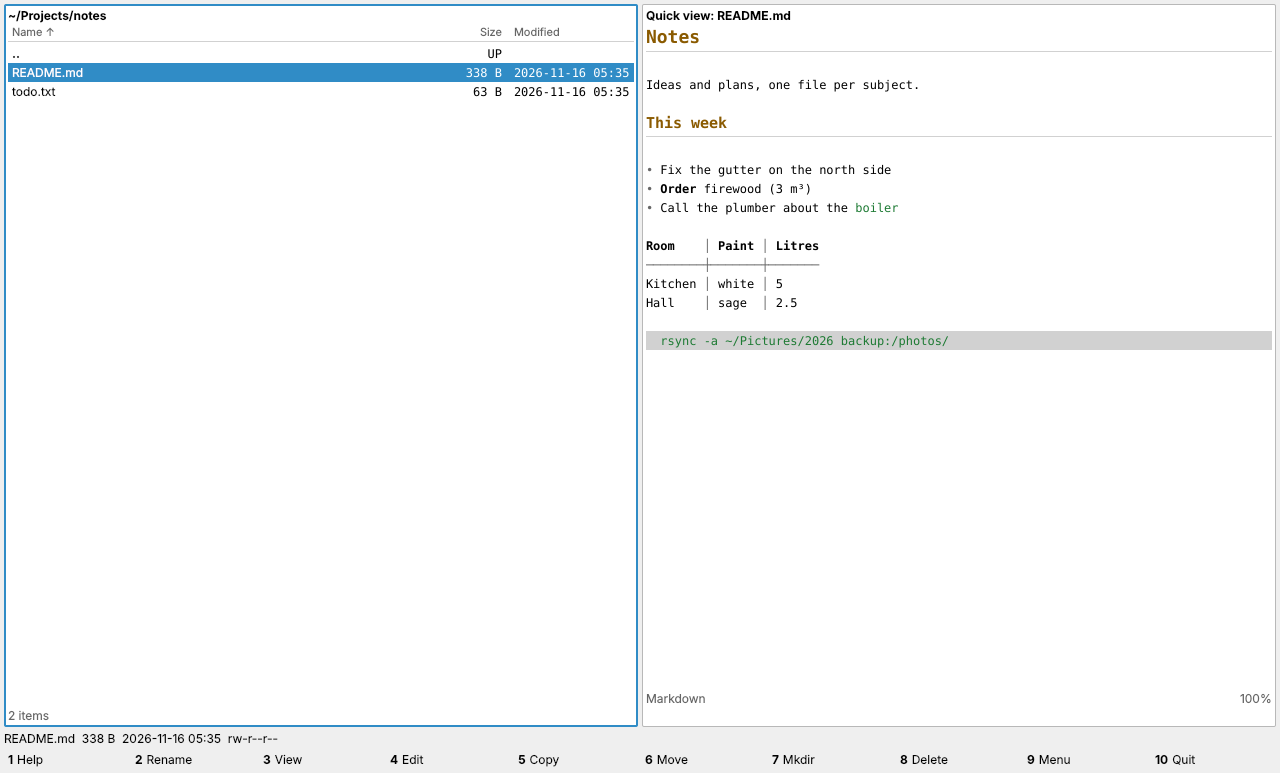 ~/Projects/notes
Name ↑ Size Modified
.. UP
README.md 338 B 2026-11-16 05:35
todo.txt 63 B 2026-11-16 05:35
2 items
Quick view: README.md
Notes
Ideas and plans, one file per subject.
This week
• Fix the gutter on the north side
• Order firewood (3 m³)
• Call the plumber about the boiler
Room │ Paint │ Litres
Kitchen │ white │ 5
Hall │ sage │ 2.5
rsync -a ~/Pictures/2026 backup:/photos/
Markdown 100%
README.md 338 B 2026-11-16 05:35 rw-r--r--
1 Help 2 Rename 3 View 4 Edit 5 Copy 6 Move 7 Mkdir 8 Delete 9 Menu 10 Quit